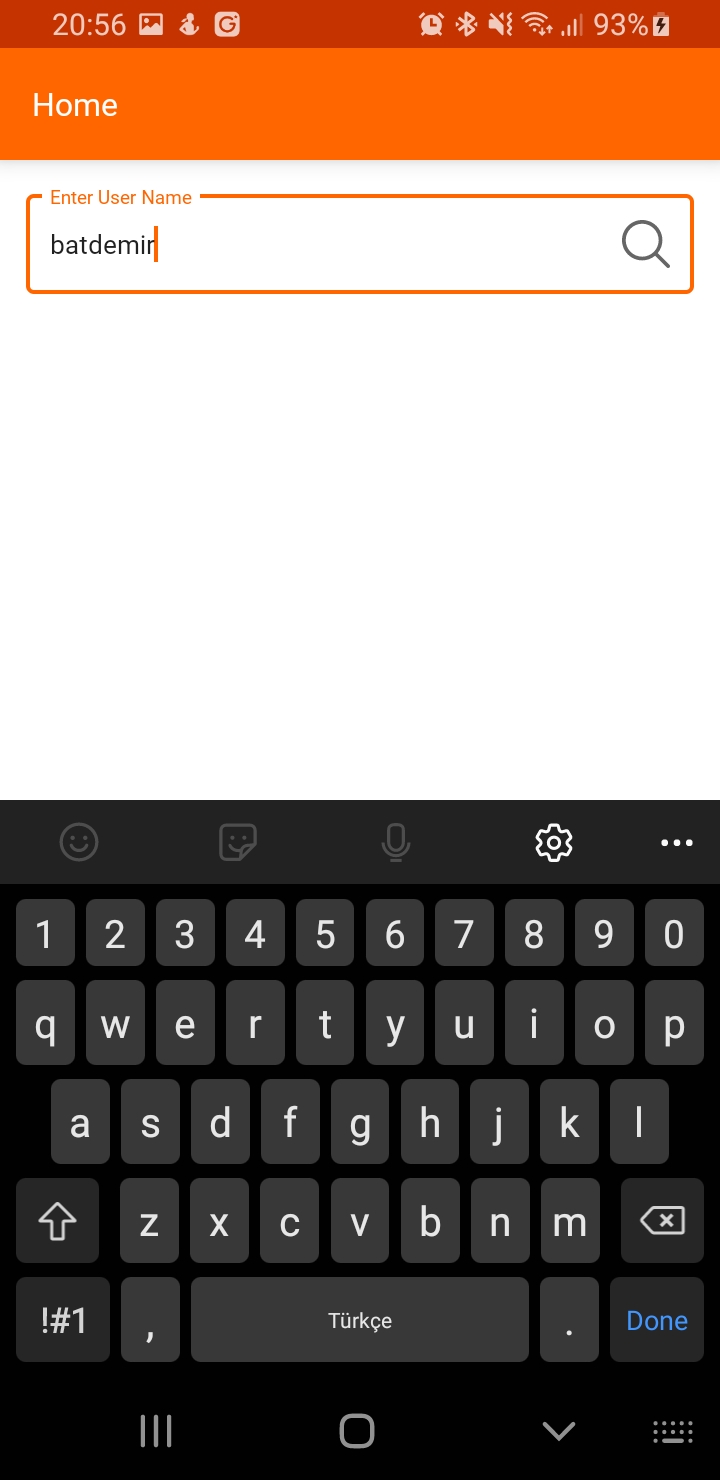 20:56 93%
Home
Enter User Name
batdemir
1 2 3 4 5 6 7 8 9 0
q w e r t y u i o p
a s d f g h j k l
z x c v b n m
!#1 , Türkçe . Done